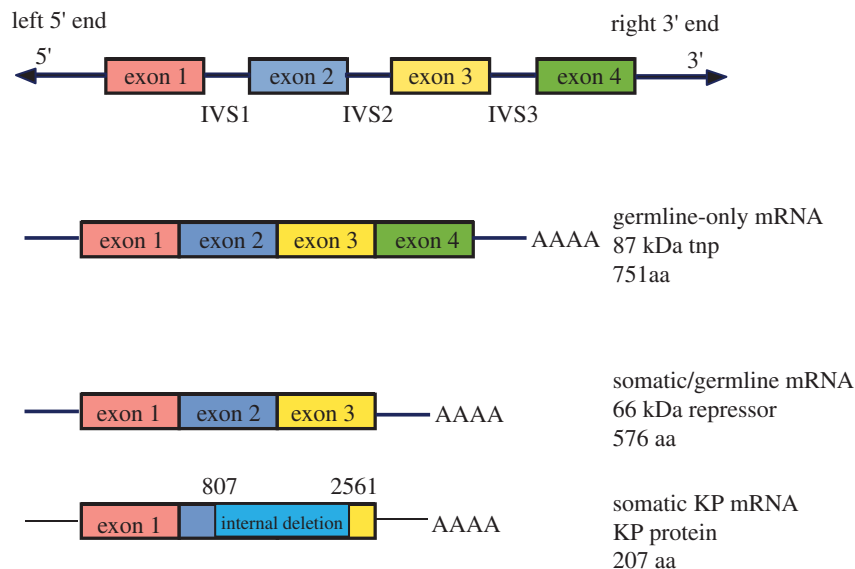 left 5' end
right 3' end
5'
3'
exon 1
exon 2
exon 3
exon 4
IVS1
IVS2
IVS3
exon 1
exon 2
exon 3
exon 4
AAAA
germline-only mRNA
87 kDa tnp
751aa
exon 1
exon 2
exon 3
AAAA
somatic/germline mRNA
66 kDa repressor
576 aa
807
2561
exon 1
internal deletion
AAAA
somatic KP mRNA
KP protein
207 aa